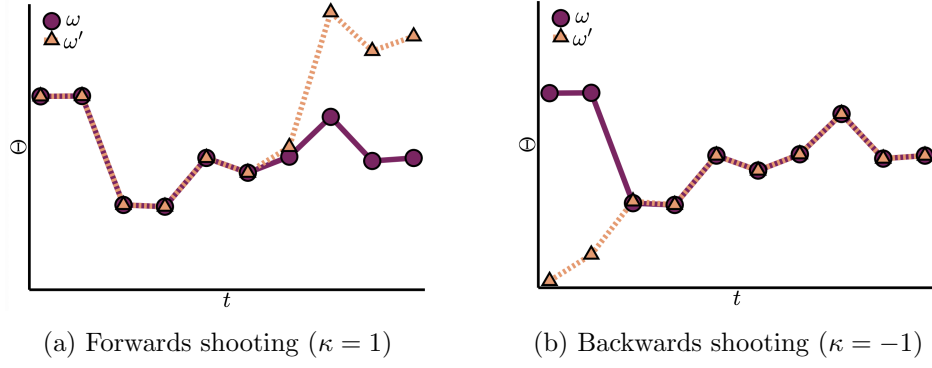 ω
ω′
Θ
t
(a) Forwards shooting (κ = 1)
ω
ω′
Θ
t
(b) Backwards shooting (κ = −1)